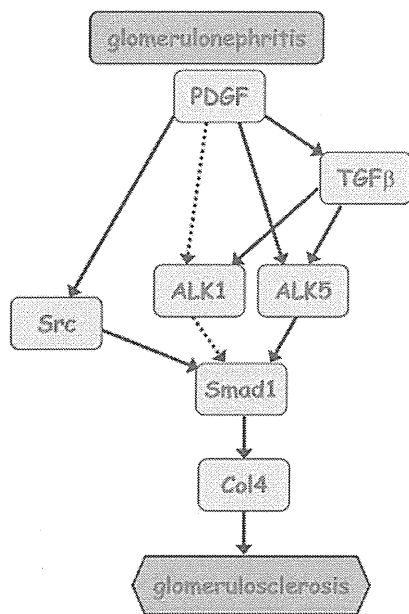 glomerulonephritis
PDGF
TGFβ
ALK1
ALK5
Src
Smad1
Col4
glomerulosclerosis